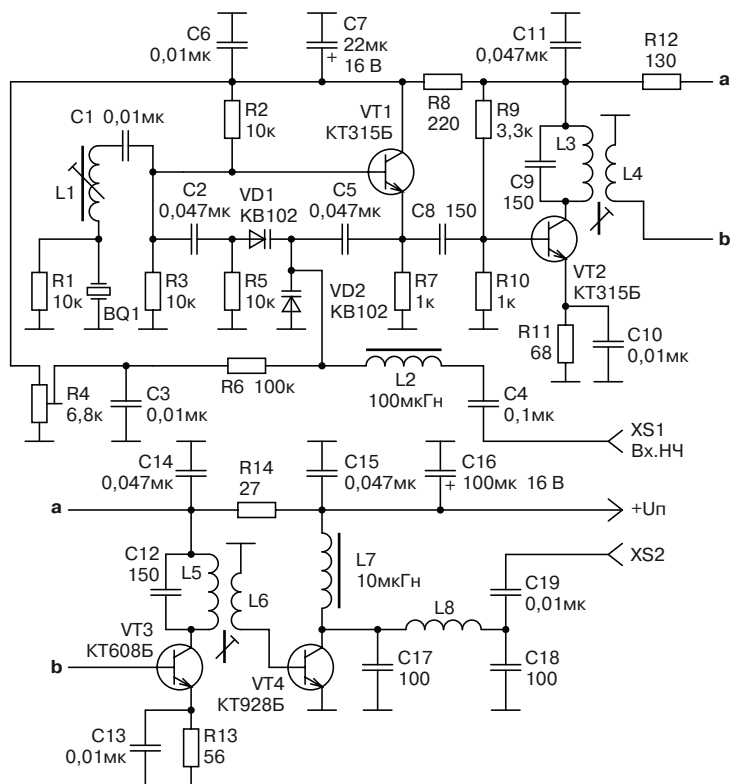 C6
0,01мк
C7
22мк
+ 16 В
C11
0,047мк
R12
130
a
C1 0,01мк
R2
10к
VT1
КТ315Б
R8
220
R9
3,3к
L3
L4
C9
150
L1
C2
0,047мк
VD1
КВ102
C5
0,047мк
C8 150
b
R1
10к
BQ1
R3
10к
R5
10к
VD2
КВ102
R7
1к
R10
1к
VT2
КТ315Б
R11
68
C10
0,01мк
R4
6,8к
C3
0,01мк
R6 100к
L2
100мкГн
C4
0,1мк
XS1
Вх.НЧ
C14
0,047мк
R14
27
C15
0,047мк
C16
+ 100мк 16 В
a
+Uп
C12
150
L5
L6
L7
10мкГн
XS2
C19
0,01мк
L8
VT3
КТ608Б
b
VT4
КТ928Б
C17
100
C18
100
C13
0,01мк
R13
56